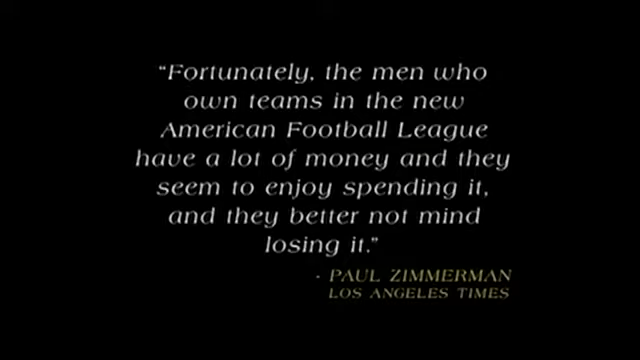 “Fortunately, the men who
own teams in the new
American Football League
have a lot of money and they
seem to enjoy spending it,
and they better not mind
losing it.”
- PAUL ZIMMERMAN
LOS ANGELES TIMES